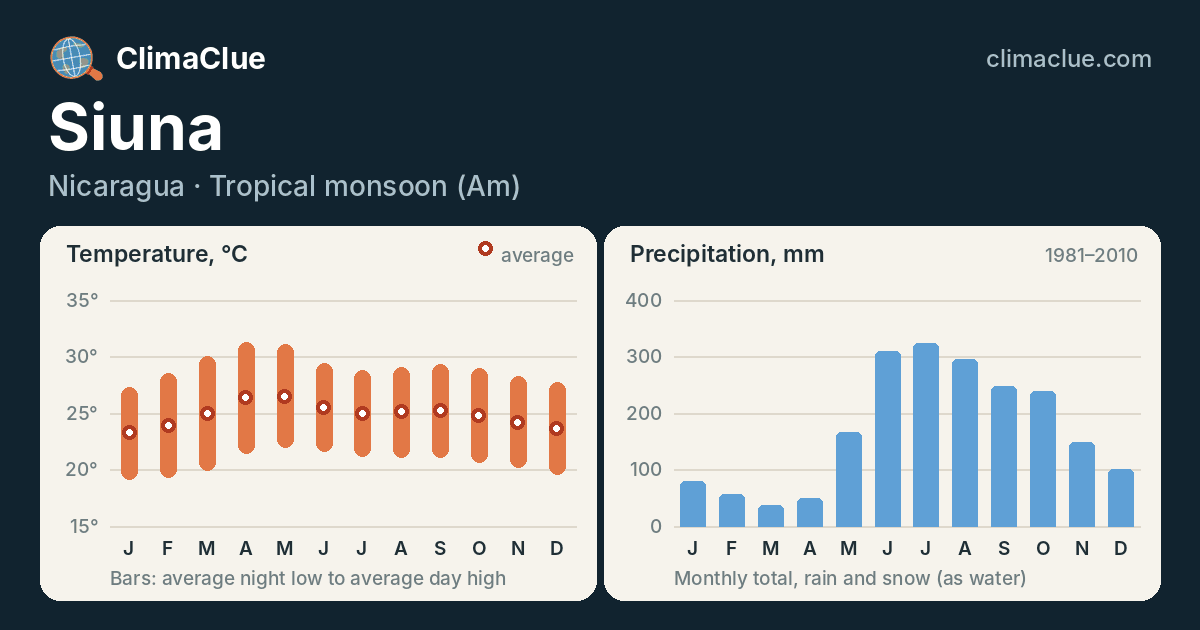 ClimaClue
climaclue.com
Siuna
Nicaragua · Tropical monsoon (Am)
Temperature, °C
average
35°
30°
25°
20°
15°
J F M A M J J A S O N D
Bars: average night low to average day high
Precipitation, mm
1981–2010
400
300
200
100
0
J F M A M J J A S O N D
Monthly total, rain and snow (as water)